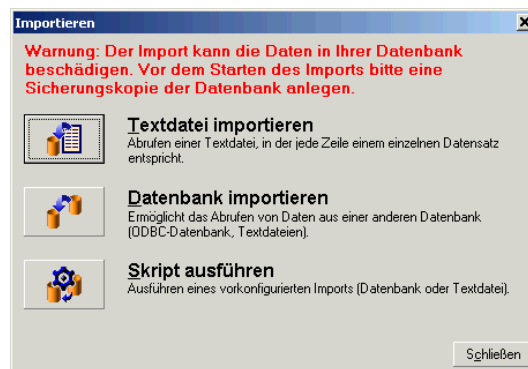 Importieren
Warnung: Der Import kann die Daten in Ihrer Datenbank
beschädigen. Vor dem Starten des Imports bitte eine
Sicherungskopie der Datenbank anlegen.
Textdatei importieren
Abrufen einer Textdatei, in der jede Zeile einem einzelnen Datensatz
entspricht.
Datenbank importieren
Ermöglicht das Abrufen von Daten aus einer anderen Datenbank
(ODBC-Datenbank, Textdateien).
Skript ausführen
Ausführen eines vorkonfigurierten Imports (Datenbank oder Textdatei).
Schließen